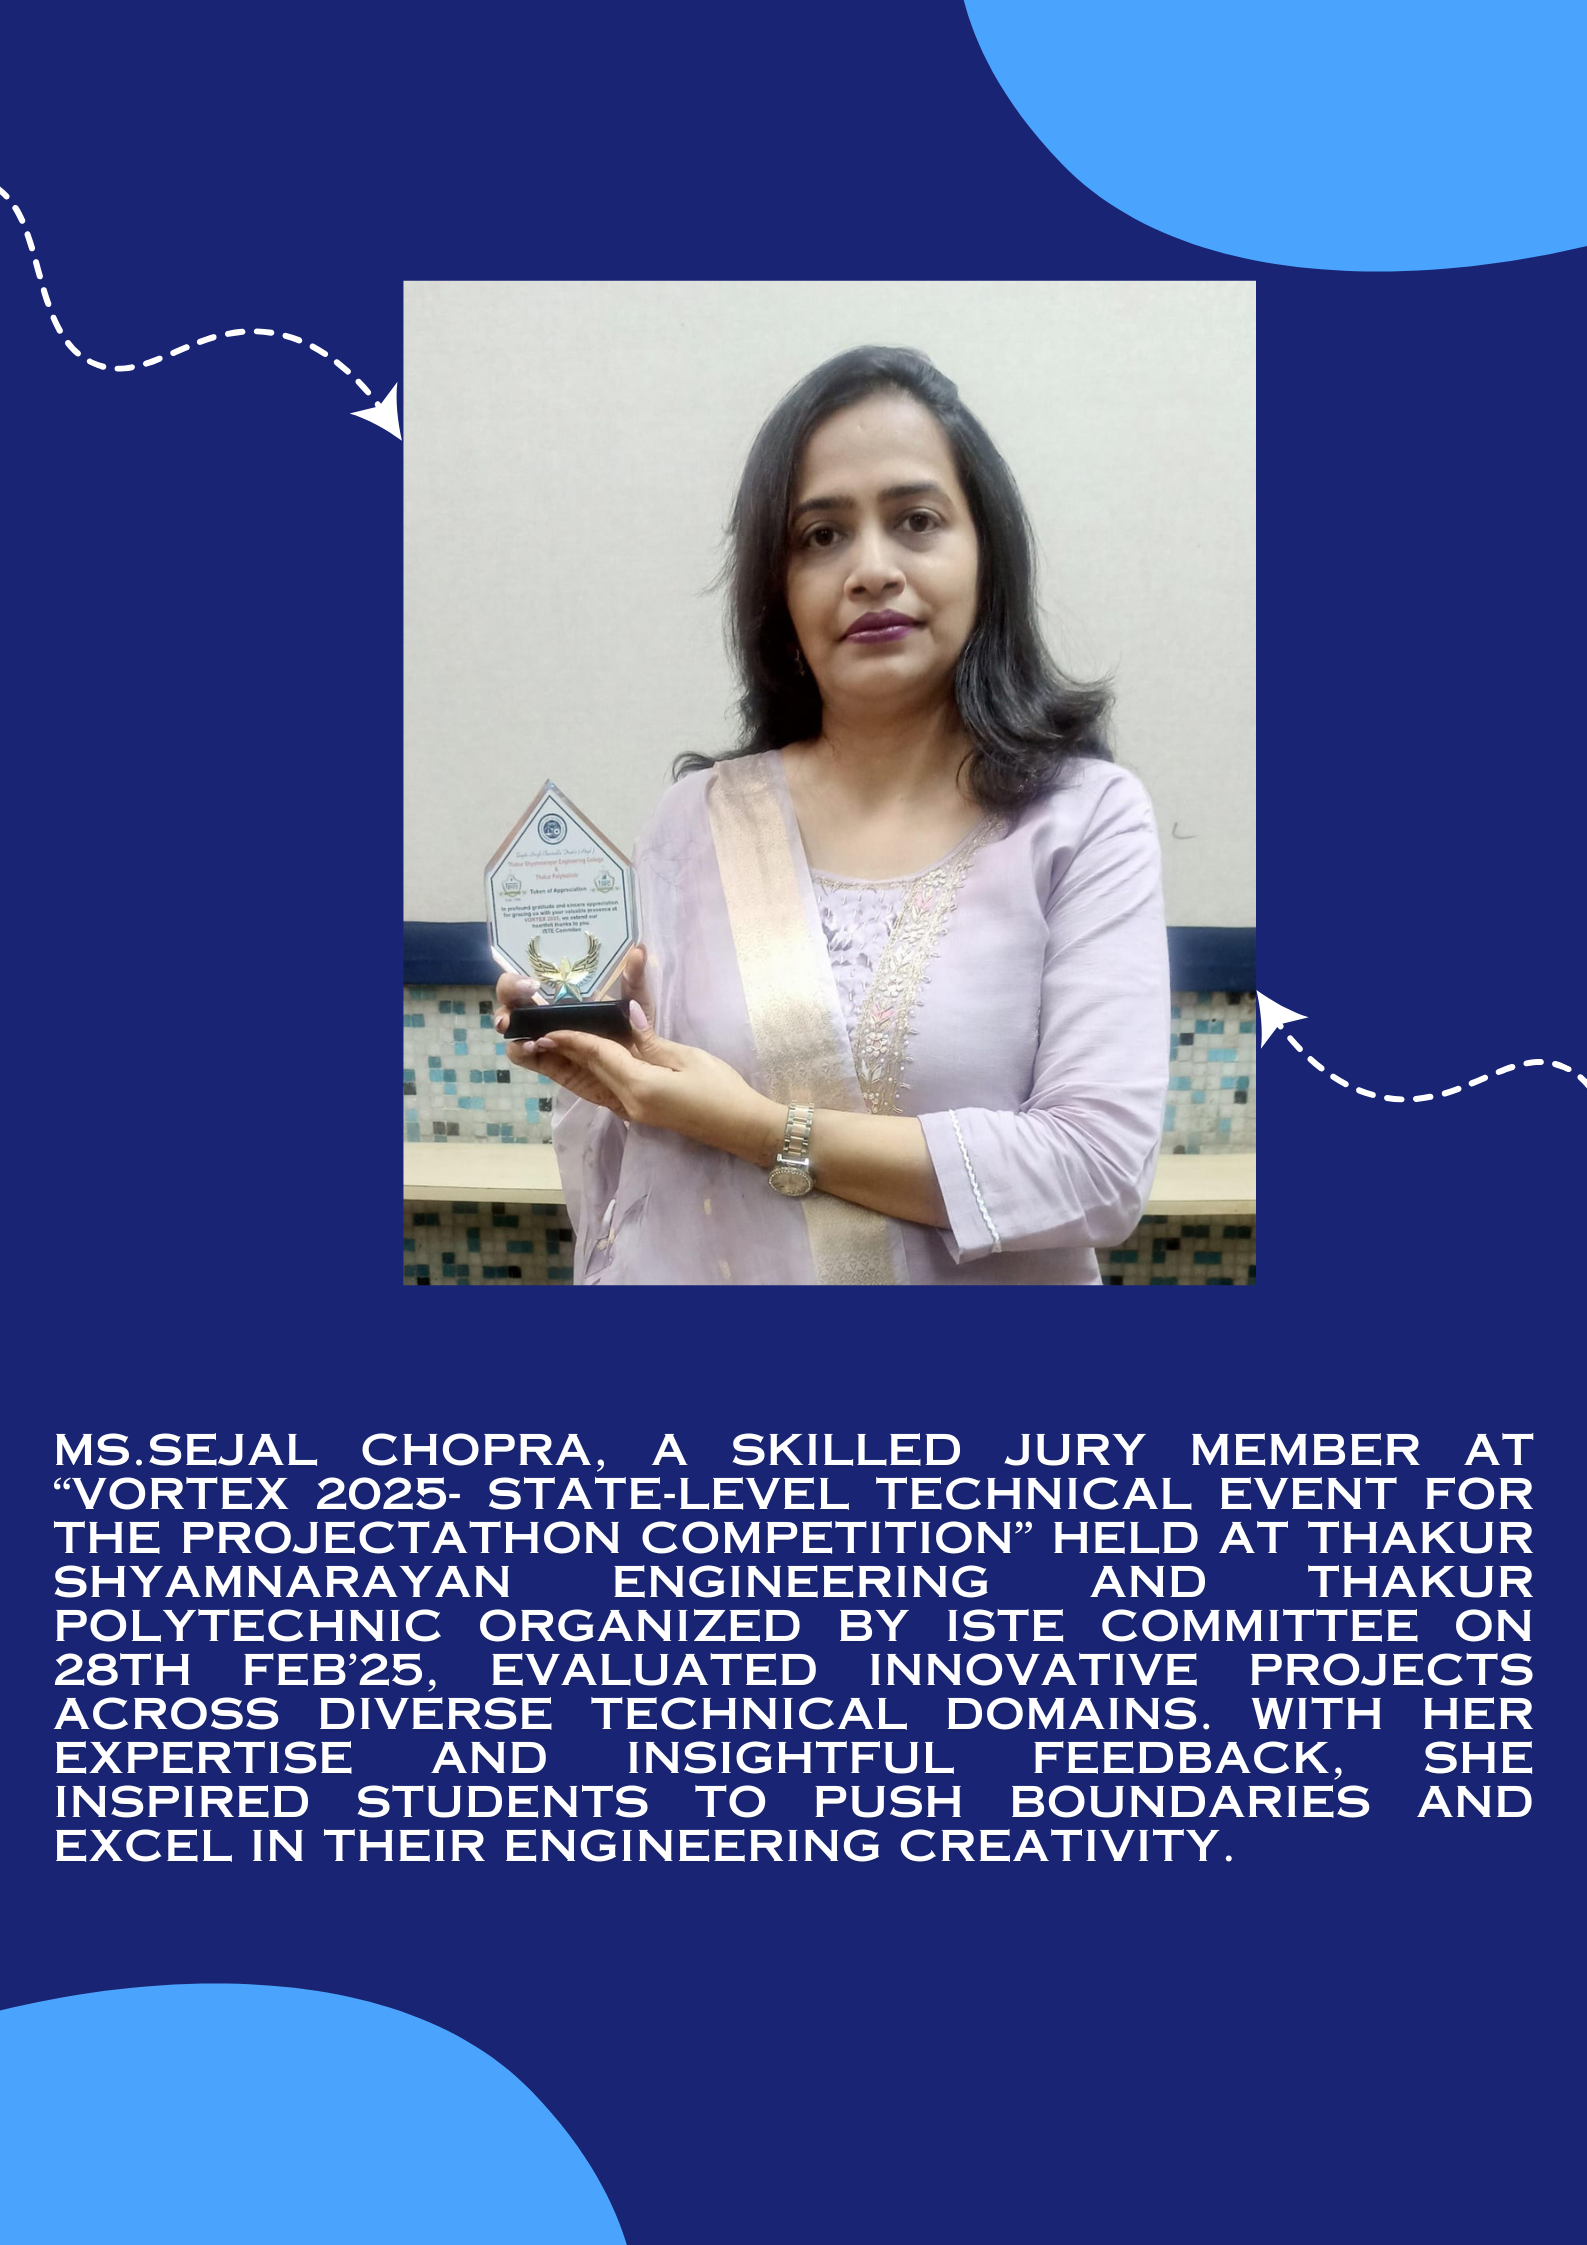 Thakur Shyamnarayan Engineering College
&
Thakur Polytechnic
Token of Appreciation
In profound gratitude and sincere appreciation
for gracing us with your valuable presence at
VORTEX 2025, we extend our
heartfelt thanks to you.
ISTE Committee
MS.SEJAL CHOPRA, A SKILLED JURY MEMBER AT
“VORTEX 2025- STATE-LEVEL TECHNICAL EVENT FOR
THE PROJECTATHON COMPETITION” HELD AT THAKUR
SHYAMNARAYAN ENGINEERING AND THAKUR
POLYTECHNIC ORGANIZED BY ISTE COMMITTEE ON
28TH FEB’25, EVALUATED INNOVATIVE PROJECTS
ACROSS DIVERSE TECHNICAL DOMAINS. WITH HER
EXPERTISE AND INSIGHTFUL FEEDBACK, SHE
INSPIRED STUDENTS TO PUSH BOUNDARIES AND
EXCEL IN THEIR ENGINEERING CREATIVITY.